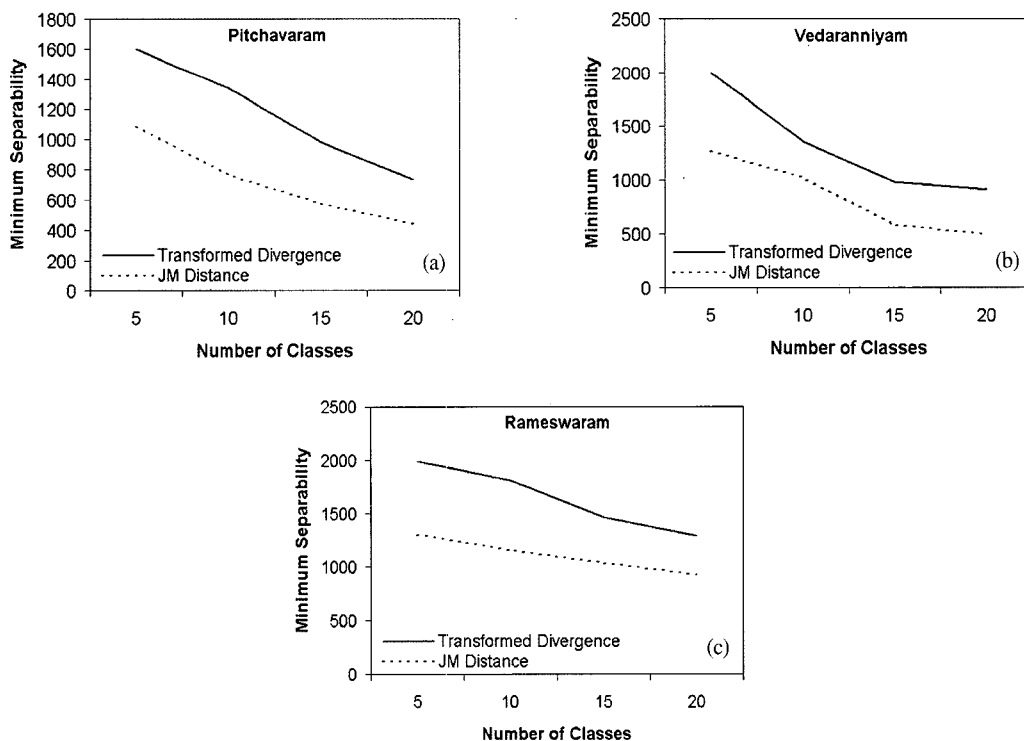 Pitchavaram
Minimum Separability
1800
1600
1400
1200
1000
800
600
400
200
0
Transformed Divergence
JM Distance
(a)
5 10 15 20
Number of Classes
Vedaranniyam
Minimum Separability
2500
2000
1500
1000
500
0
Transformed Divergence
JM Distance
(b)
5 10 15 20
Number of Classes
Rameswaram
Minimum Separability
2500
2000
1500
1000
500
0
Transformed Divergence
JM Distance
(c)
5 10 15 20
Number of Classes